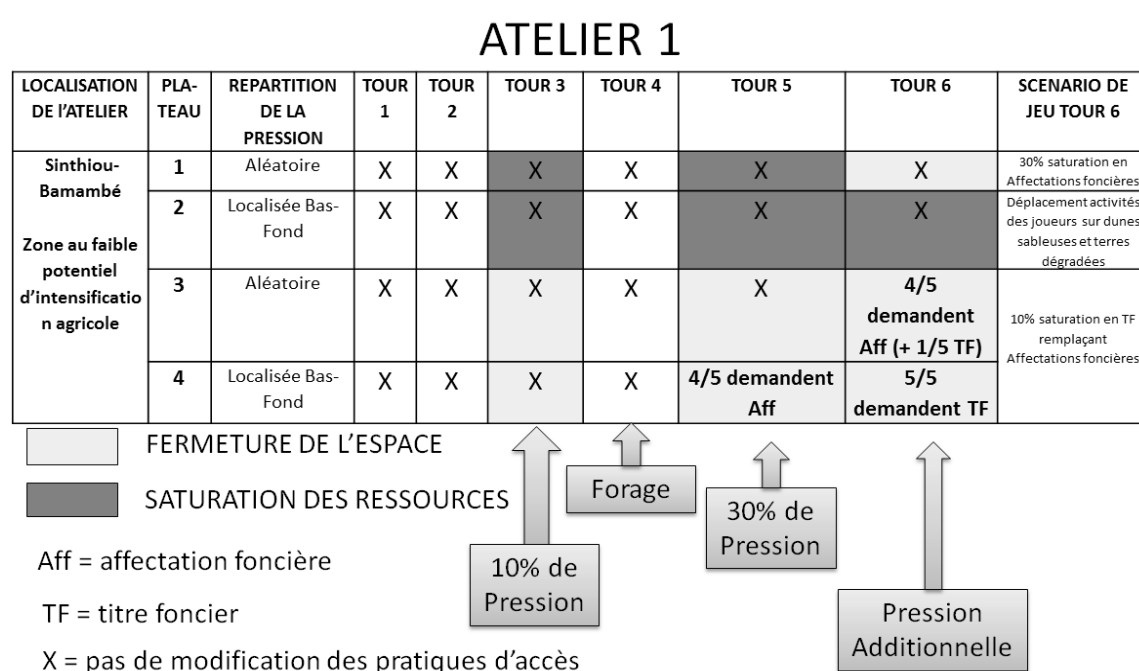 ATELIER 1
LOCALISATION DE l'ATELIER | PLA-TEAU | REPARTITION DE LA PRESSION | TOUR 1 | TOUR 2 | TOUR 3 | TOUR 4 | TOUR 5 | TOUR 6 | SCENARIO DE JEU TOUR 6
Sinthiou-Bamambé Zone au faible potentiel d'intensificatio n agricole | 1 | Aléatoire | X | X | X | X | X | X | 30% saturation en Affectations foncières
2 | Localisée Bas-Fond | X | X | X | X | X | X | Déplacement activités des joueurs sur dunes sableuses et terres dégradées
3 | Aléatoire | X | X | X | X | X | 4/5 demandent Aff (+ 1/5 TF) | 10% saturation en TF remplaçant Affectations foncières
4 | Localisée Bas-Fond | X | X | X | X | 4/5 demandent Aff | 5/5 demandent TF
FERMETURE DE L'ESPACE
SATURATION DES RESSOURCES
Aff = affectation foncière
TF = titre foncier
X = pas de modification des pratiques d'accès
10% de Pression
Forage
30% de Pression
Pression Additionnelle